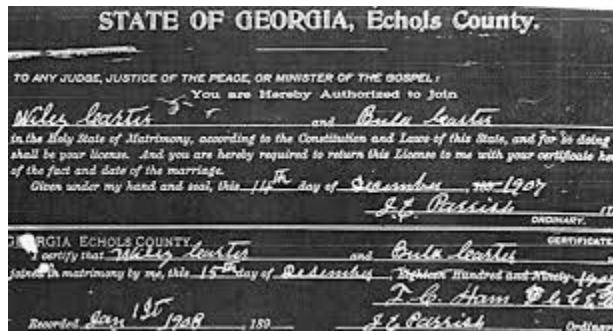 STATE OF GEORGIA, Echols County.
TO ANY JUDGE, JUSTICE OF THE PEACE, OR MINISTER OF THE GOSPEL:
You are Hereby Authorized to Join
Wiley Carter and Bula Carter
in the Holy State of Matrimony, according to the Constitution and Laws of this State, and for so doing
shall be your license. And you are hereby required to return this License to me with your certificate h
of the fact and date of the marriage.
Given under my hand and seal, this 14th day of December, 1907
Parrish
ORDINARY.
GEORGIA ECHOLS COUNTY. CERTIFICATE
I certify that Wiley Carter and Bula Carter
joined in matrimony by me, this 15th day of Desember, Eighteen Hundred and Ninety
Ham
Recorded, Jan 1st 1908, 189 Parrish Ordin